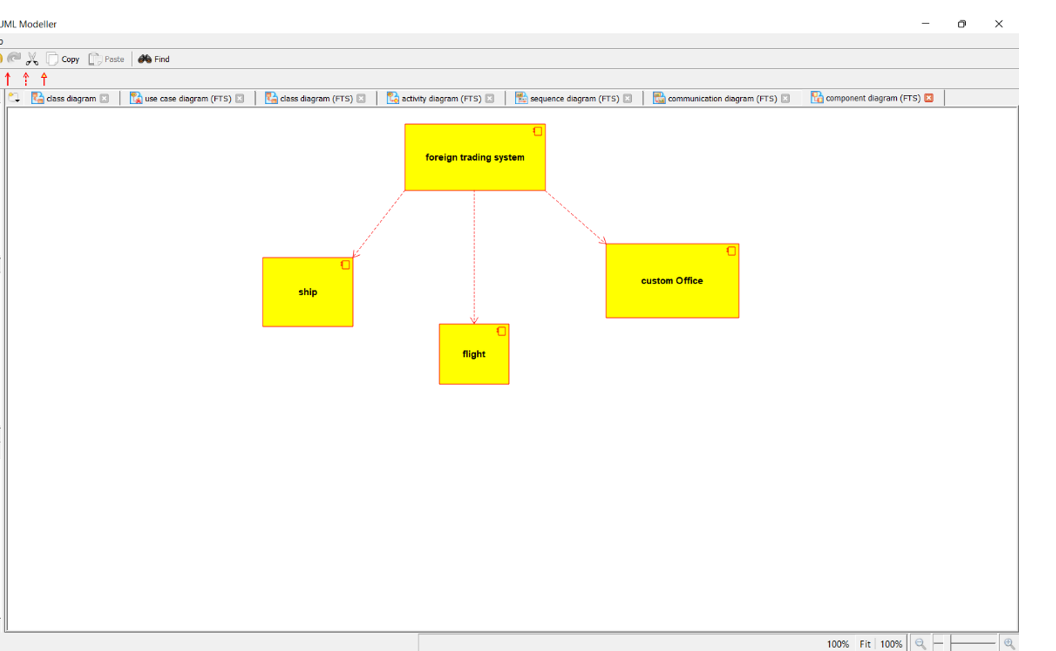 UML Modeller
Copy Paste Find
class diagram use case diagram (FTS) class diagram (FTS) activity diagram (FTS) sequence diagram (FTS) communication diagram (FTS) component diagram (FTS)
foreign trading system
ship
custom Office
flight
100% Fit 100%